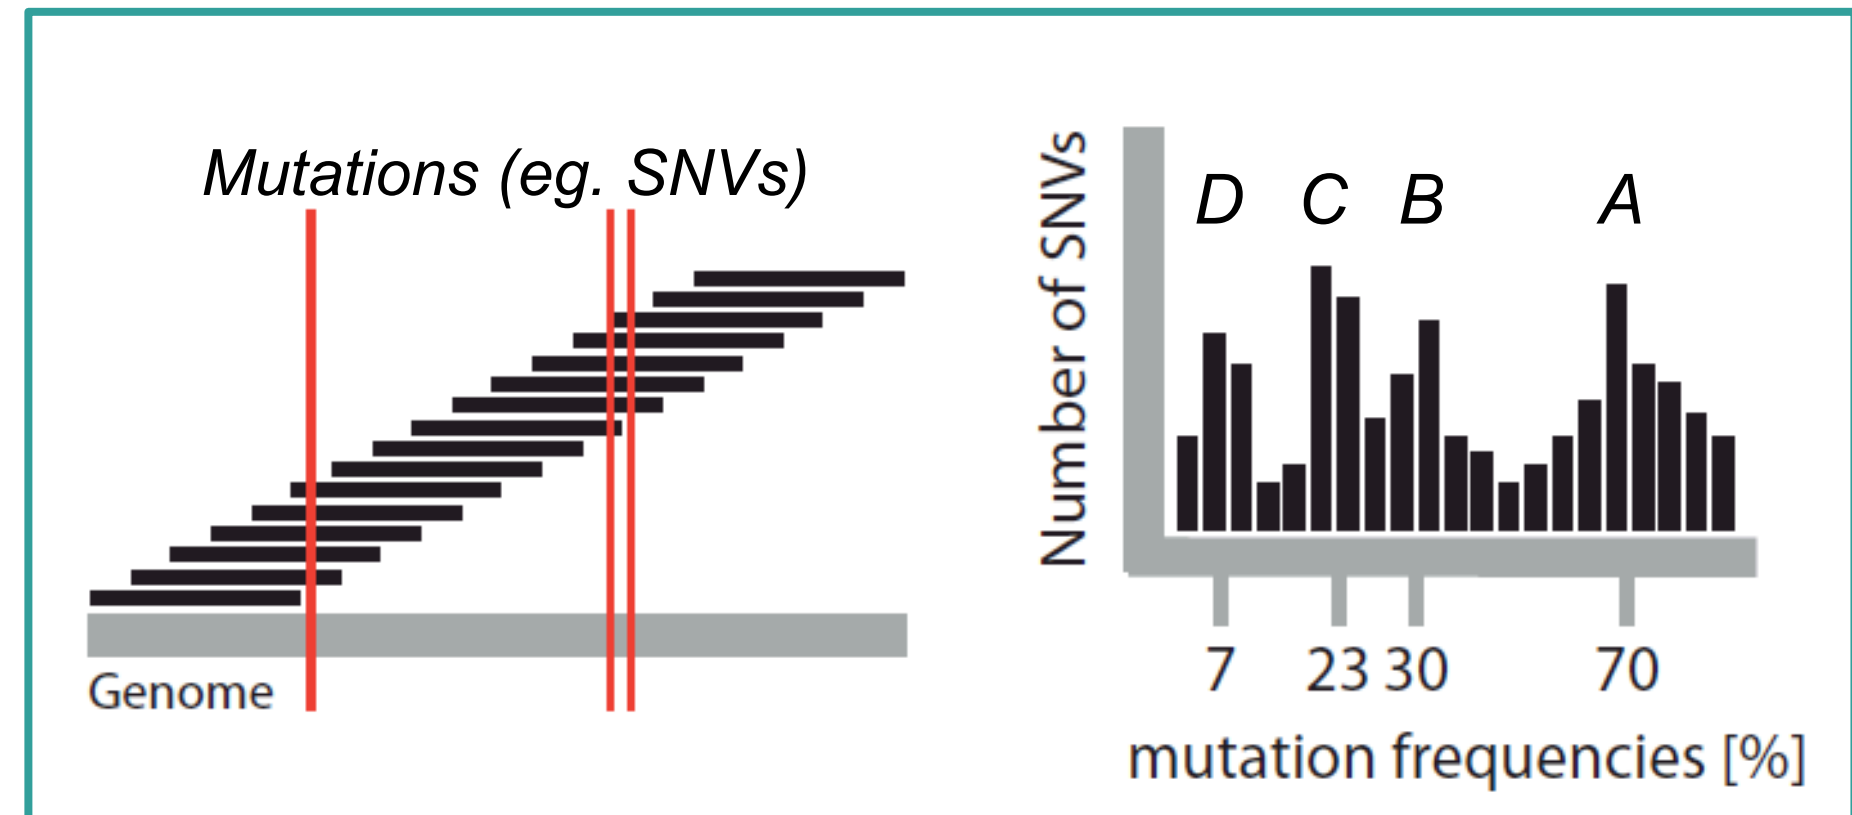 Mutations (eg. SNVs)
Genome
Number of SNVs
D C B A
7 23 30 70
mutation frequencies [%]